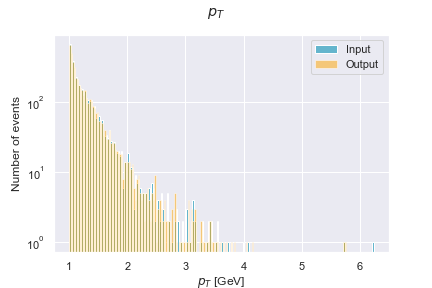 p_T
Input
Output
Number of events
10^2
10^1
10^0
1 2 3 4 5 6
p_T [GeV]